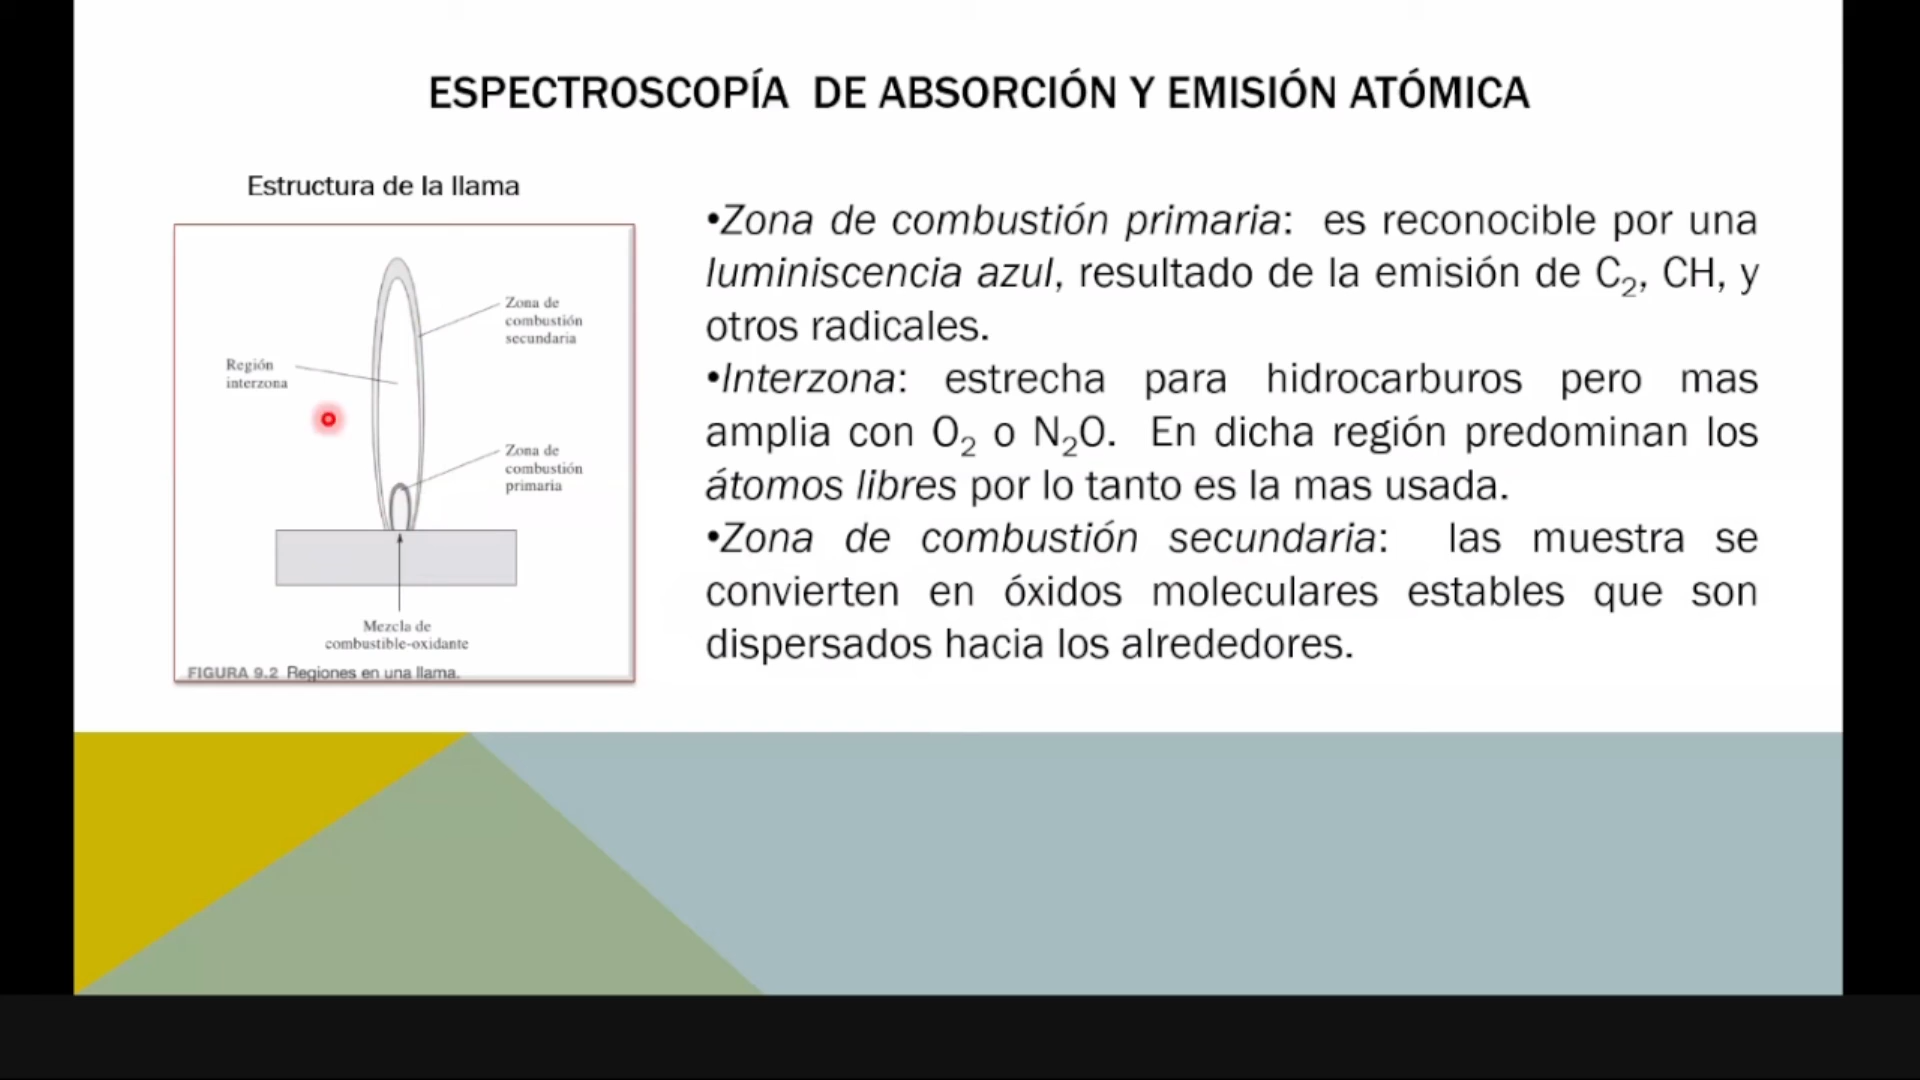 ESPECTROSCOPÍA DE ABSORCIÓN Y EMISIÓN ATÓMICA
Estructura de la llama
Zona de
combustión
secundaria
Región
interzona
Zona de
combustión
primaria
Mezcla de
combustible-oxidante
FIGURA 9.2 Regiones en una llama.
•Zona de combustión primaria: es reconocible por una
luminiscencia azul, resultado de la emisión de C₂, CH, y
otros radicales.
•Interzona: estrecha para hidrocarburos pero mas
amplia con O₂ o N₂O. En dicha región predominan los
átomos libres por lo tanto es la mas usada.
•Zona de combustión secundaria: las muestra se
convierten en óxidos moleculares estables que son
dispersados hacia los alrededores.